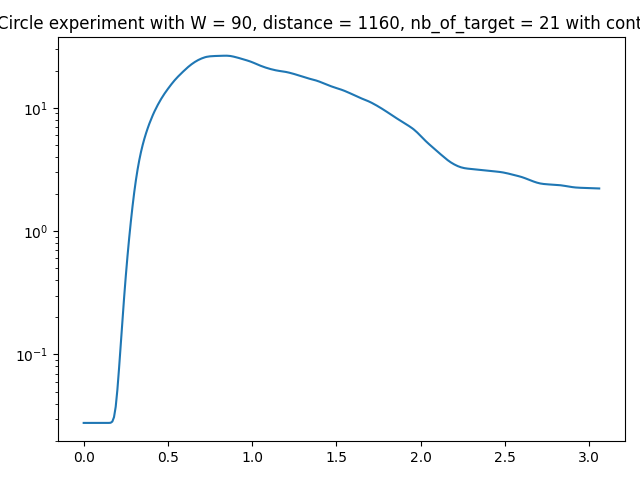 Circle experiment with W = 90, distance = 1160, nb_of_target = 21 with cont
10¹
10⁰
10⁻¹
0.0 0.5 1.0 1.5 2.0 2.5 3.0